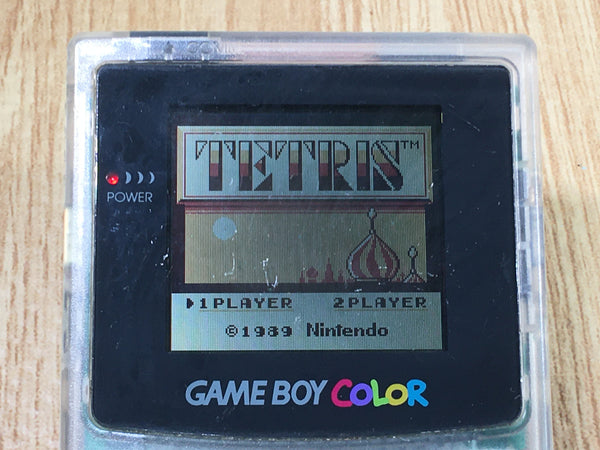 TETRIS™
POWER
1PLAYER 2PLAYER
©1989 Nintendo
GAME BOY COLOR